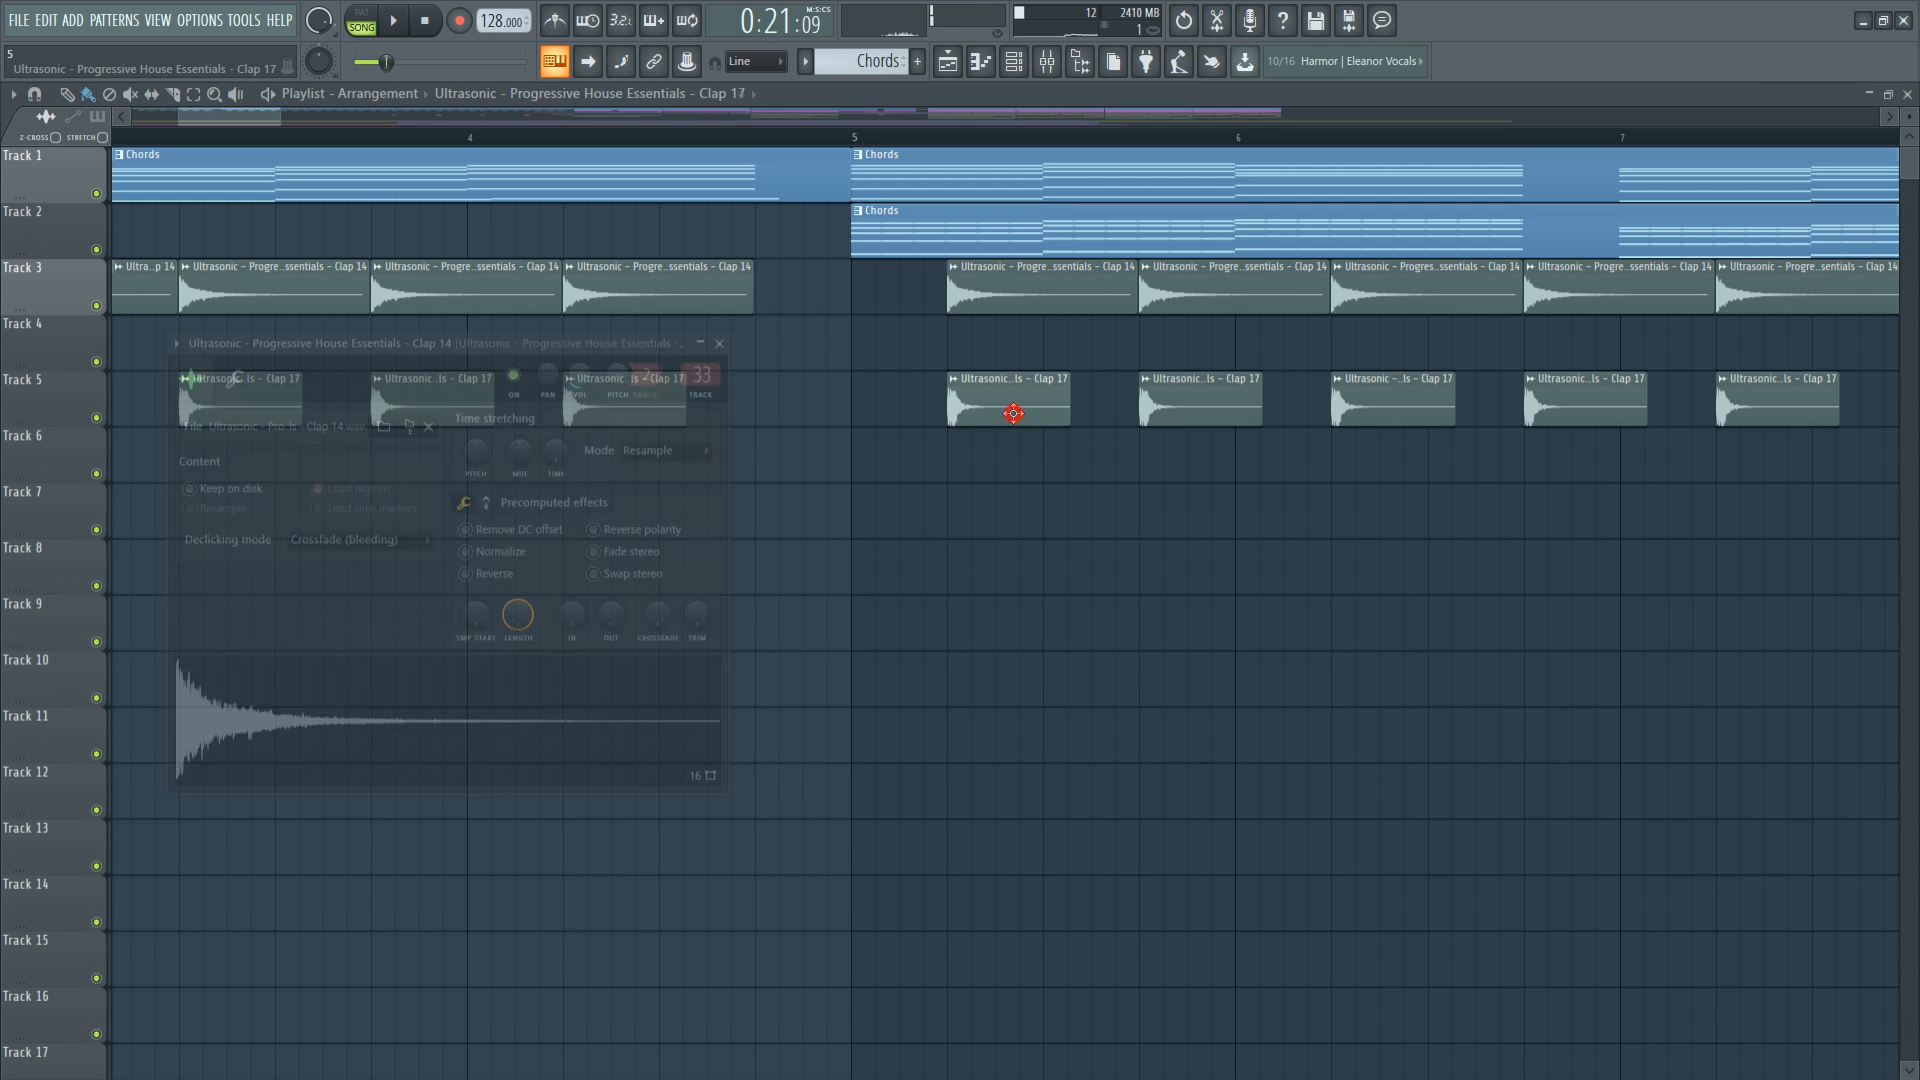 FILE EDIT ADD PATTERNS VIEW OPTIONS TOOLS HELP
PAT
SONG
128.000
3.2.
0:21:09
M:S:CS
12
2410 MB
1
5
Ultrasonic - Progressive House Essentials - Clap 17
Line
Chords
+
10/16 Harmor | Eleanor Vocals
Playlist - Arrangement Ultrasonic - Progressive House Essentials - Clap 17
Z-CROSS STRETCH
4 5 6 7
Track 1
Chords
Chords
Track 2
Chords
Track 3
Ultra..p 14
Ultrasonic - Progre..ssentials - Clap 14
Ultrasonic - Progre..ssentials - Clap 14
Ultrasonic - Progre..ssentials - Clap 14
Ultrasonic - Progre..ssentials - Clap 14
Ultrasonic - Progre..ssentials - Clap 14
Ultrasonic - Progre..ssentials - Clap 14
Ultrasonic - Progre..ssentials - Clap 14
Ultrasonic - Progre..ssentials - Clap 14
Track 4
Ultrasonic - Progressive House Essentials - Clap 14 (Ultrasonic - Progressive House Essentials -..
Track 5
Ultrasonic..ls - Clap 17
Ultrasonic..ls - Clap 17
Ultrasonic..ls - Clap 17
Ultrasonic..ls - Clap 17
Ultrasonic..ls - Clap 17
Ultrasonic -..ls - Clap 17
Ultrasonic..ls - Clap 17
Ultrasonic..ls - Clap 17
ON PAN VOL PITCH RANGE TRACK
2 33
File Ultrasonic - Pro..ls - Clap 14.wav
Time stretching
Track 6
Content
PITCH MUL TIME
Mode Resample
Track 7
Keep on disk
Load regions
Resample
Load slice markers
Precomputed effects
Remove DC offset
Reverse polarity
Track 8
Declicking mode Crossfade (bleeding)
Normalize
Fade stereo
Reverse
Swap stereo
Track 9
SMP START LENGTH IN OUT CROSSFADE TRIM
Track 10
Track 11
Track 12
16
Track 13
Track 14
Track 15
Track 16
Track 17